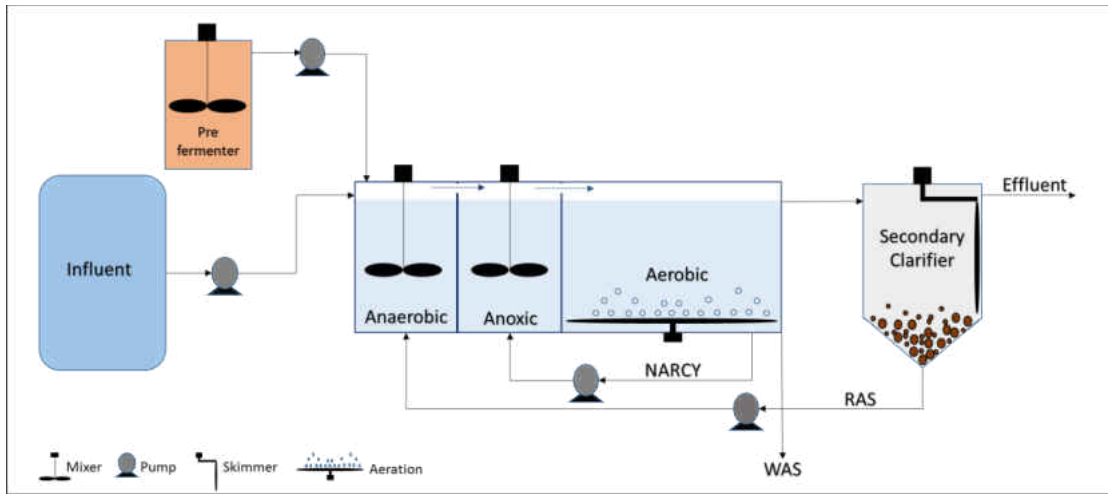 Pre
fermenter
Influent
Anaerobic
Anoxic
Aerobic
Secondary
Clarifier
Effluent
NARCY
RAS
WAS
Mixer
Pump
Skimmer
Aeration